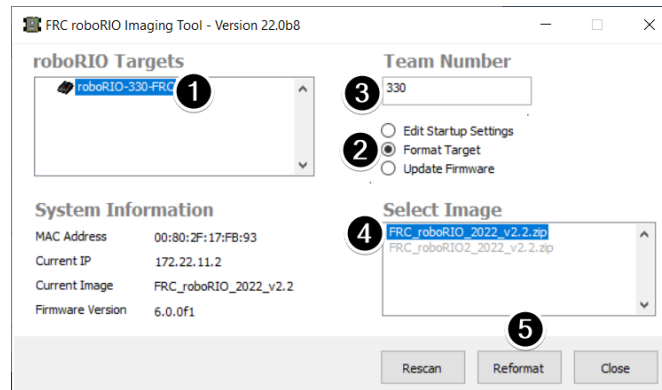 FRC roboRIO Imaging Tool - Version 22.0b8
roboRIO Targets
roboRIO-330-FRC
1
Team Number
3
330
Edit Startup Settings
2
Format Target
Update Firmware
System Information
MAC Address 00:80:2F:17:FB:93
Current IP 172.22.11.2
Current Image FRC_roboRIO_2022_v2.2
Firmware Version 6.0.0f1
Select Image
4
FRC_roboRIO_2022_v2.2.zip
FRC_roboRIO2_2022_v2.2.zip
5
Rescan
Reformat
Close